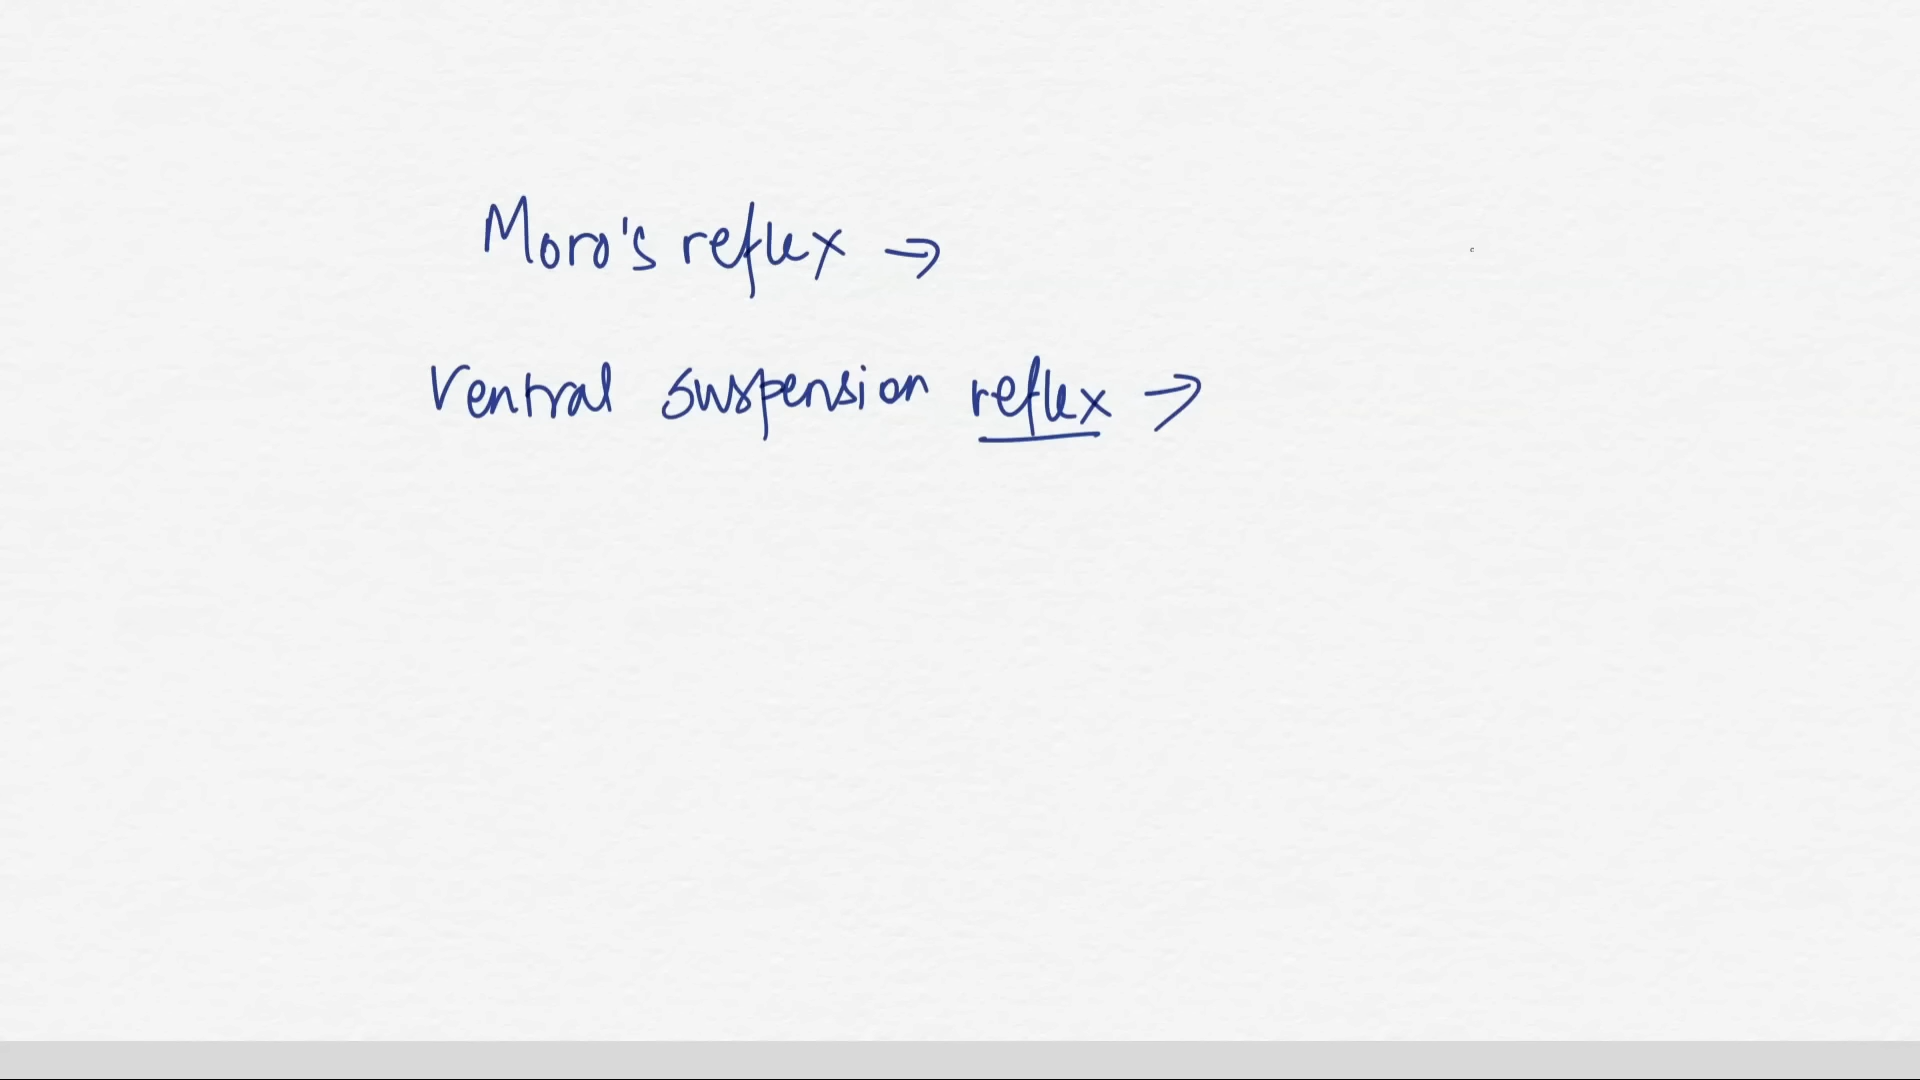 Moro's reflex →
Ventral suspension reflex →